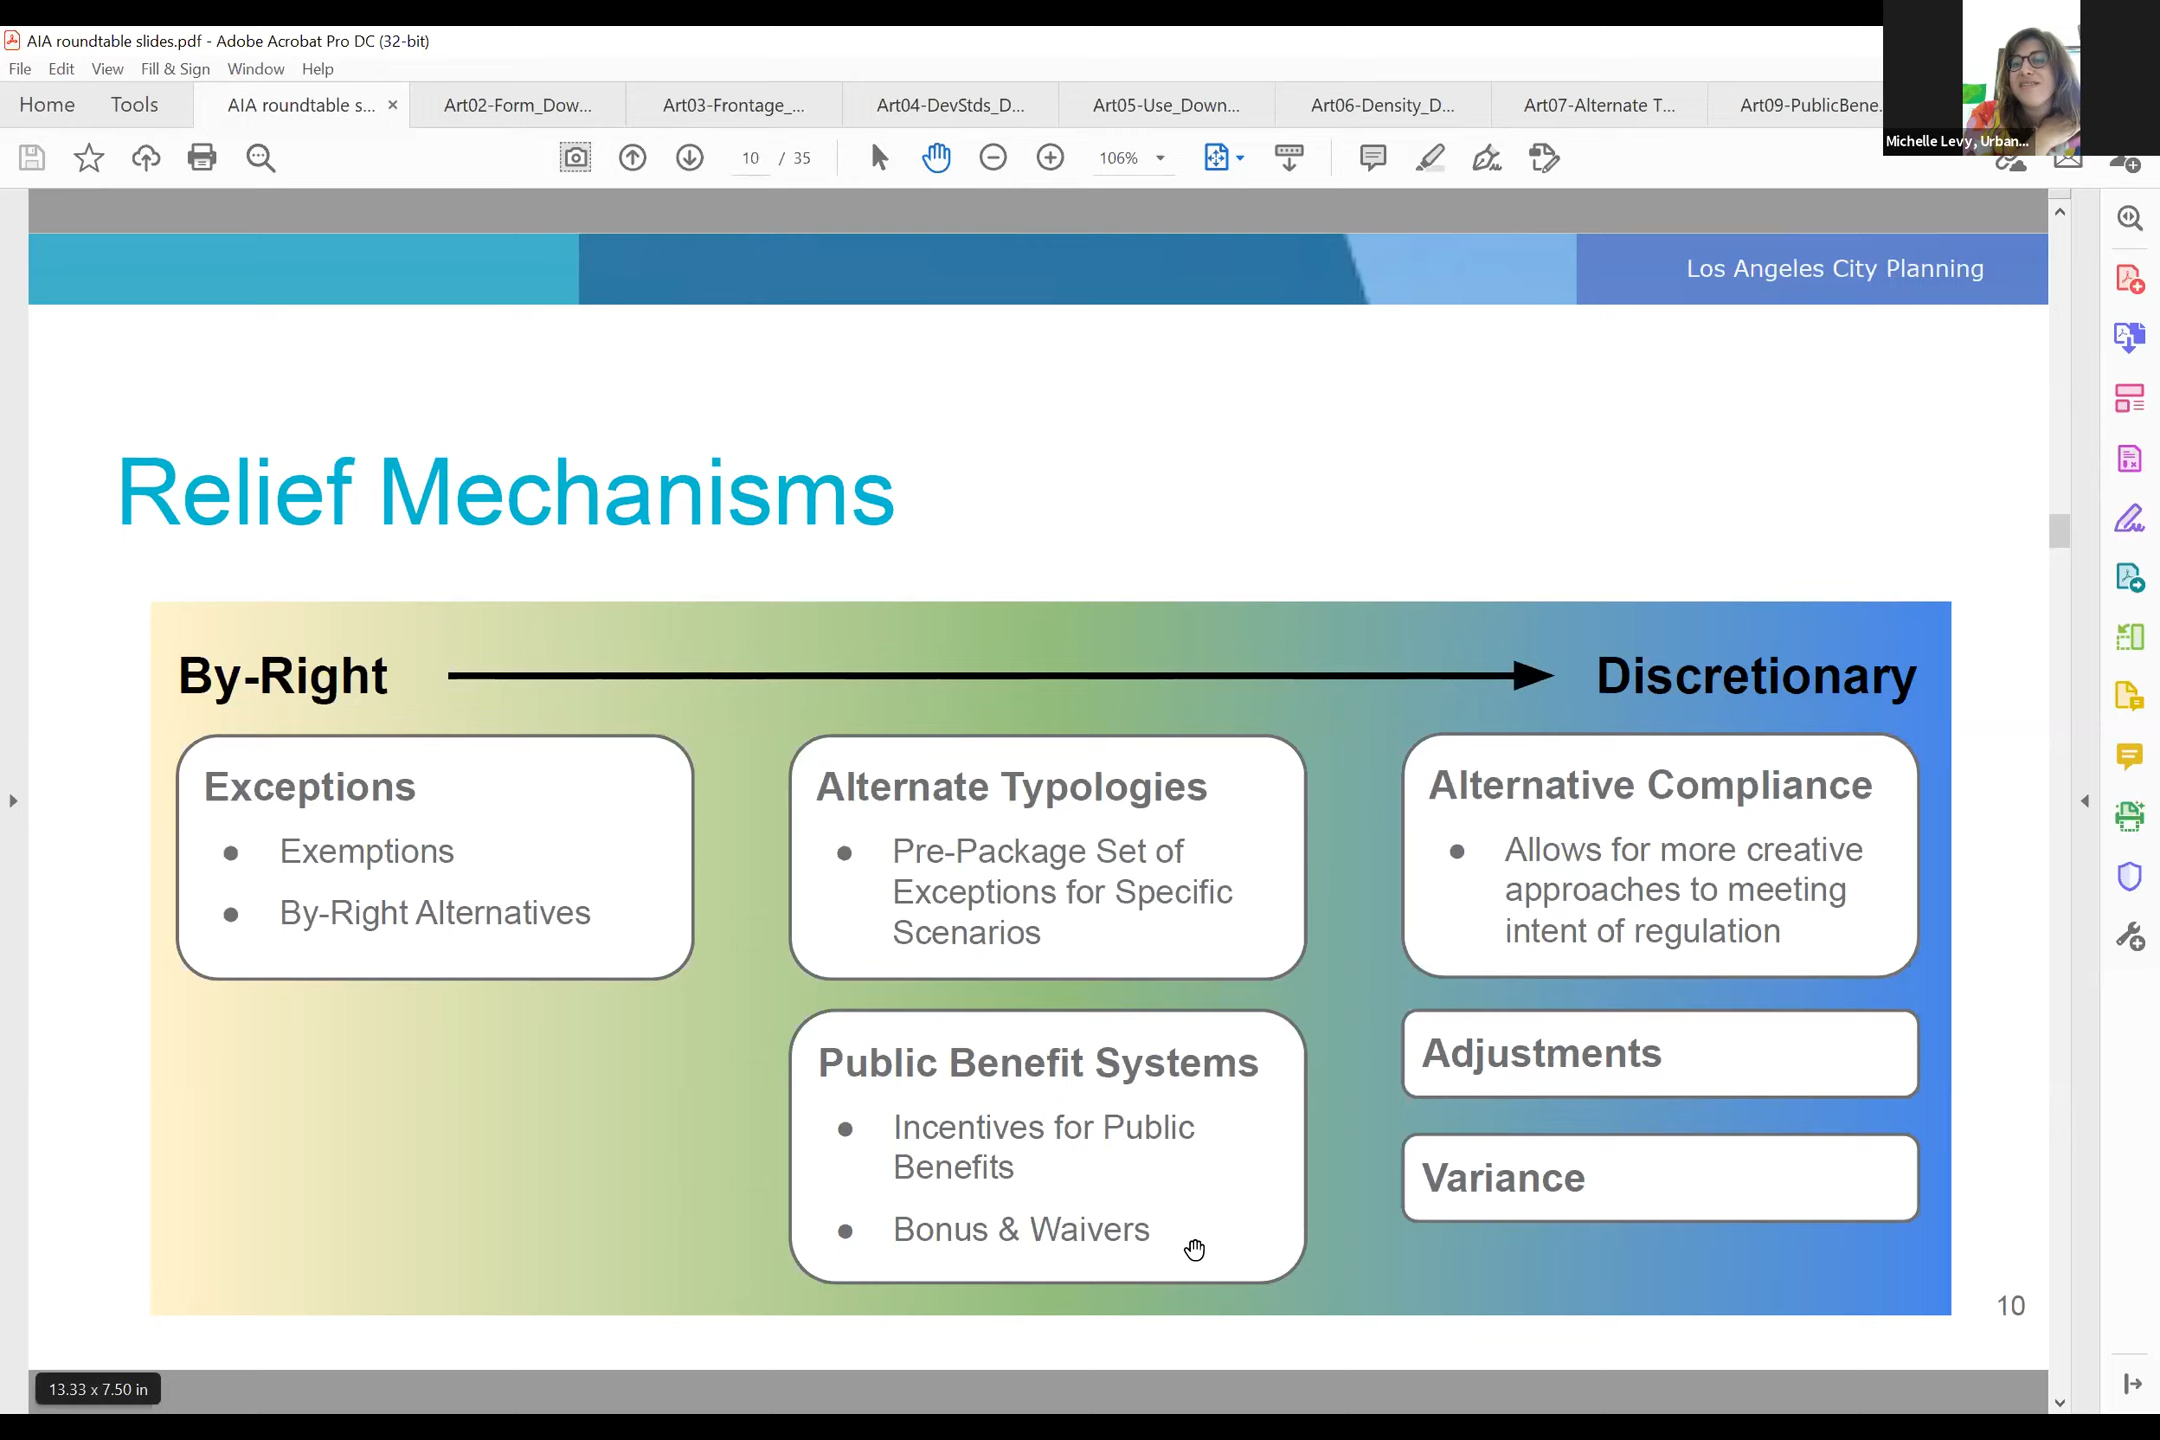 AIA roundtable slides.pdf - Adobe Acrobat Pro DC (32-bit)
File Edit View Fill & Sign Window Help
Home Tools AIA roundtable s... × Art02-Form_Dow... Art03-Frontage_... Art04-DevStds_D... Art05-Use_Down... Art06-Density_D... Art07-Alternate T... Art09-PublicBene...
Michelle Levy, Urban...
10 / 35 106%
Los Angeles City Planning
Relief Mechanisms
By-Right Discretionary
Exceptions
● Exemptions
● By-Right Alternatives
Alternate Typologies
● Pre-Package Set of
Exceptions for Specific
Scenarios
Public Benefit Systems
● Incentives for Public
Benefits
● Bonus & Waivers
Alternative Compliance
● Allows for more creative
approaches to meeting
intent of regulation
Adjustments
Variance
10
13.33 x 7.50 in